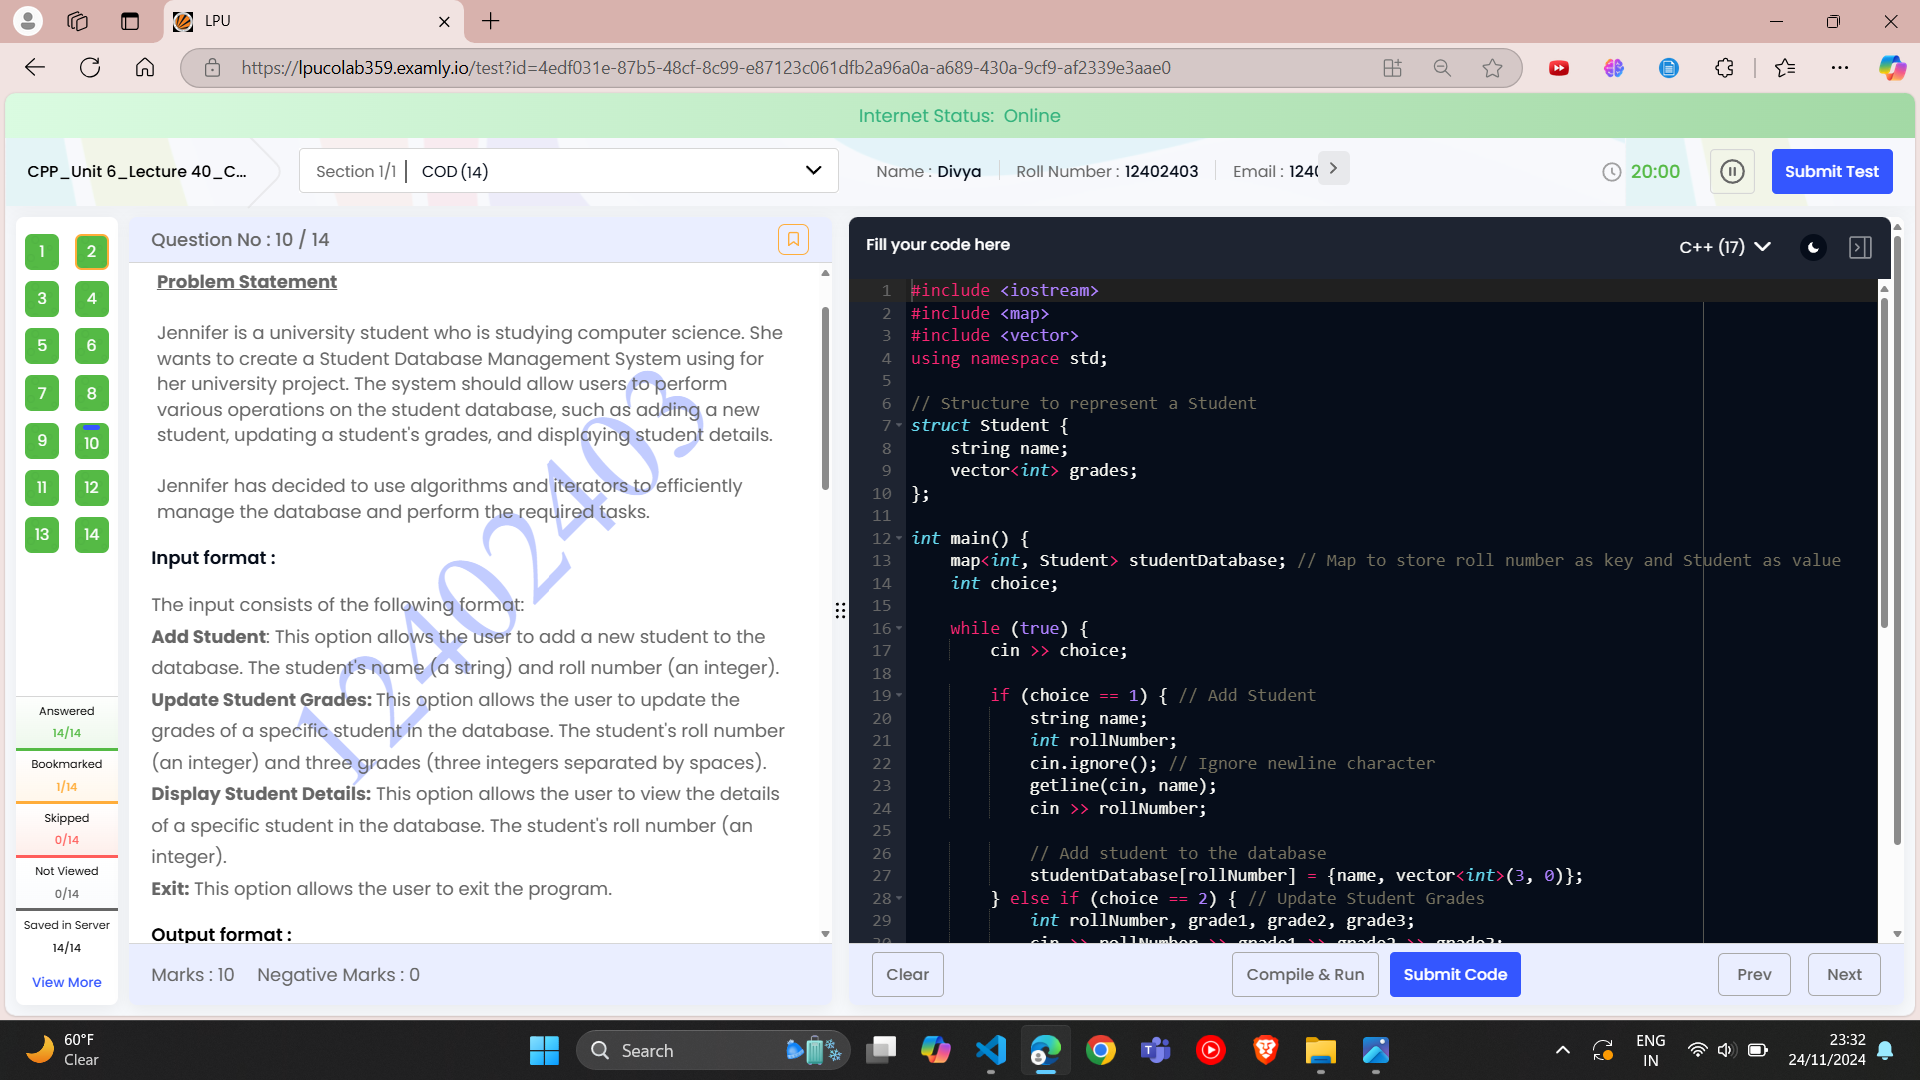 LPU
https://lpucolab359.examly.io/test?id=4edf031e-87b5-48cf-8c99-e87123c061dfb2a96a0a-a689-430a-9cf9-af2339e3aae0
Internet Status: Online
CPP_Unit 6_Lecture 40_C...
Section 1/1 | COD (14)
Name : Divya
Roll Number : 12402403
Email : 1240
20:00
Submit Test
1 2
3 4
5 6
7 8
9 10
11 12
13 14
Answered
14/14
Bookmarked
1/14
Skipped
0/14
Not Viewed
0/14
Saved in Server
14/14
View More
Question No : 10 / 14
Problem Statement
Jennifer is a university student who is studying computer science. She
wants to create a Student Database Management System using for
her university project. The system should allow users to perform
various operations on the student database, such as adding a new
student, updating a student's grades, and displaying student details.
Jennifer has decided to use algorithms and iterators to efficiently
manage the database and perform the required tasks.
Input format :
The input consists of the following format:
Add Student: This option allows the user to add a new student to the
database. The student's name (a string) and roll number (an integer).
Update Student Grades: This option allows the user to update the
grades of a specific student in the database. The student's roll number
(an integer) and three grades (three integers separated by spaces).
Display Student Details: This option allows the user to view the details
of a specific student in the database. The student's roll number (an
integer).
Exit: This option allows the user to exit the program.
Output format :
12402403
Marks : 10 Negative Marks : 0
Fill your code here
C++ (17)
1 #include <iostream>
2 #include <map>
3 #include <vector>
4 using namespace std;
5
6 // Structure to represent a Student
7 struct Student {
8 string name;
9 vector<int> grades;
10 };
11
12 int main() {
13 map<int, Student> studentDatabase; // Map to store roll number as key and Student as value
14 int choice;
15
16 while (true) {
17 cin >> choice;
18
19 if (choice == 1) { // Add Student
20 string name;
21 int rollNumber;
22 cin.ignore(); // Ignore newline character
23 getline(cin, name);
24 cin >> rollNumber;
25
26 // Add student to the database
27 studentDatabase[rollNumber] = {name, vector<int>(3, 0)};
28 } else if (choice == 2) { // Update Student Grades
29 int rollNumber, grade1, grade2, grade3;
30 cin >> rollNumber >> grade1 >> grade2 >> grade3;
Clear
Compile & Run
Submit Code
Prev
Next
60°F
Clear
Search
ENG
IN
23:32
24/11/2024